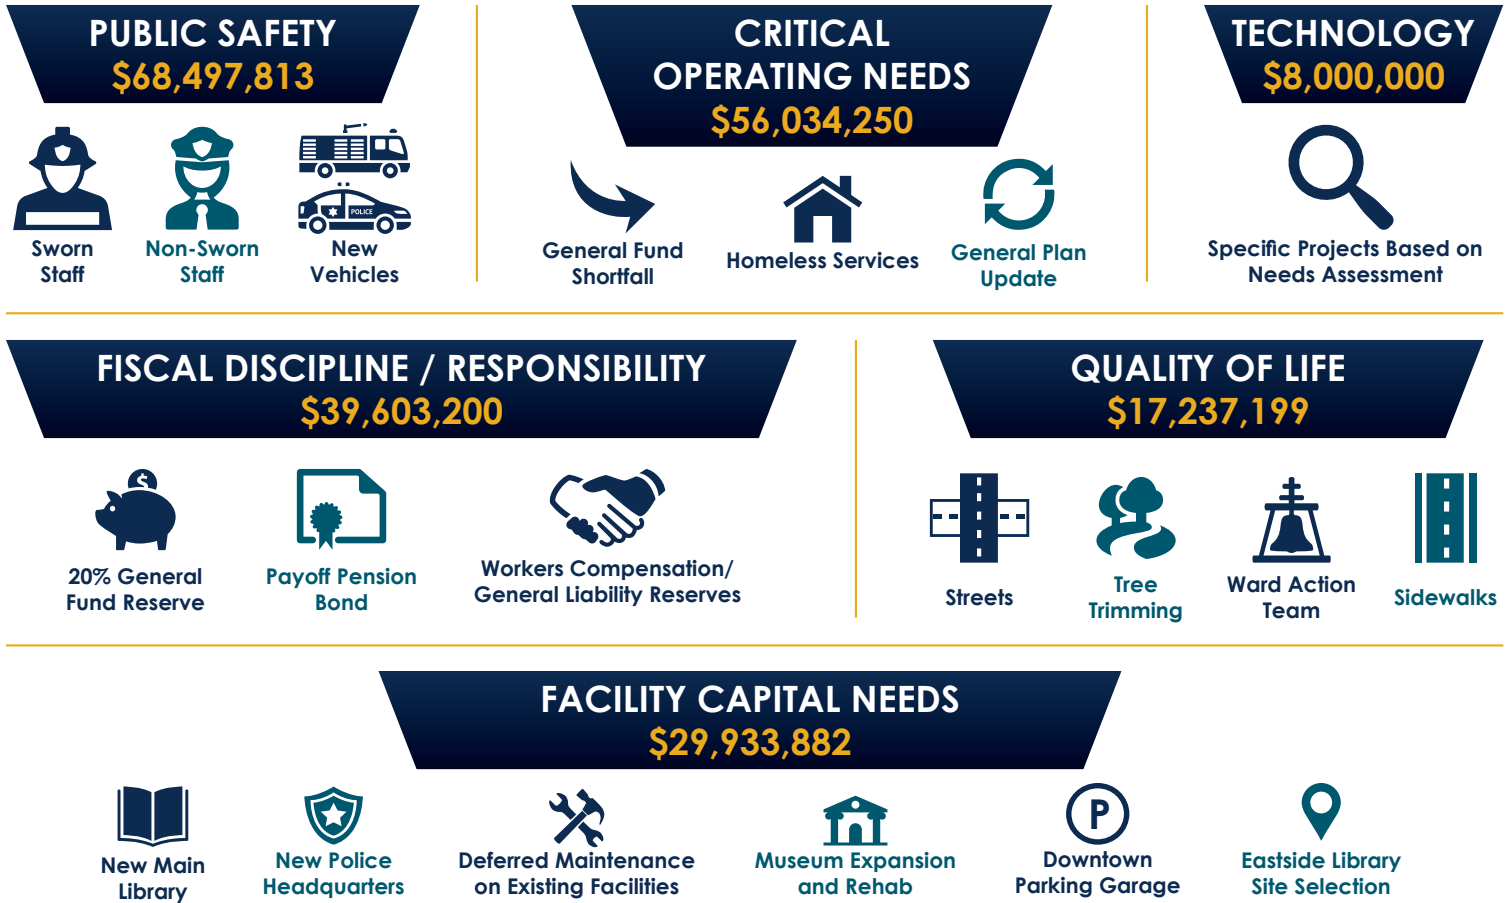 PUBLIC SAFETY
$68,497,813
Sworn
Staff
Non-Sworn
Staff
POLICE
New
Vehicles
CRITICAL
OPERATING NEEDS
$56,034,250
General Fund
Shortfall
Homeless Services
General Plan
Update
TECHNOLOGY
$8,000,000
Specific Projects Based on
Needs Assessment
FISCAL DISCIPLINE / RESPONSIBILITY
$39,603,200
$
20% General
Fund Reserve
Payoff Pension
Bond
Workers Compensation/
General Liability Reserves
QUALITY OF LIFE
$17,237,199
Streets
Tree
Trimming
Ward Action
Team
Sidewalks
FACILITY CAPITAL NEEDS
$29,933,882
New Main
Library
New Police
Headquarters
Deferred Maintenance
on Existing Facilities
Museum Expansion
and Rehab
P
Downtown
Parking Garage
Eastside Library
Site Selection